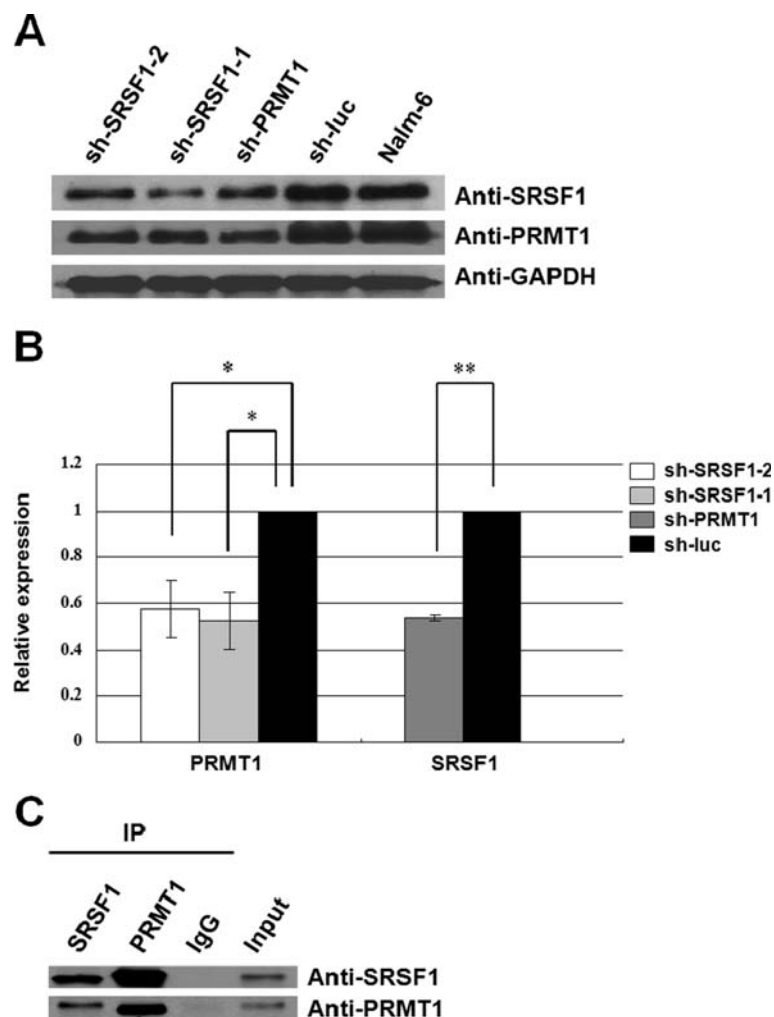 A
sh-SRSF1-2
sh-SRSF1-1
sh-PRMT1
sh-luc
Nalm-6
Anti-SRSF1
Anti-PRMT1
Anti-GAPDH
B
*
**
*
1.2
1
0.8
0.6
0.4
0.2
0
Relative expression
PRMT1
SRSF1
sh-SRSF1-2
sh-SRSF1-1
sh-PRMT1
sh-luc
C
IP
SRSF1
PRMT1
IgG
Input
Anti-SRSF1
Anti-PRMT1